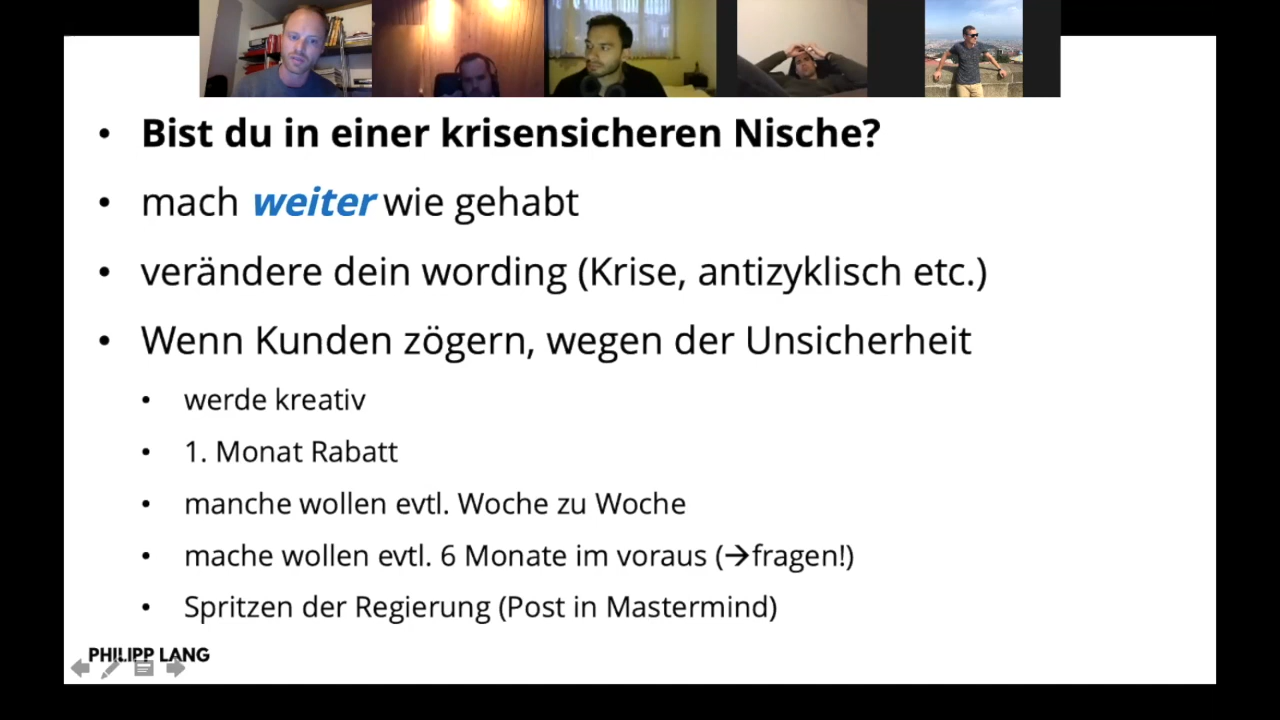 Bist du in einer krisensicheren Nische?
mach weiter wie gehabt
verändere dein wording (Krise, antizyklisch etc.)
Wenn Kunden zögern, wegen der Unsicherheit
werde kreativ
1. Monat Rabatt
manche wollen evtl. Woche zu Woche
mache wollen evtl. 6 Monate im voraus (→fragen!)
Spritzen der Regierung (Post in Mastermind)
PHILIPP LANG